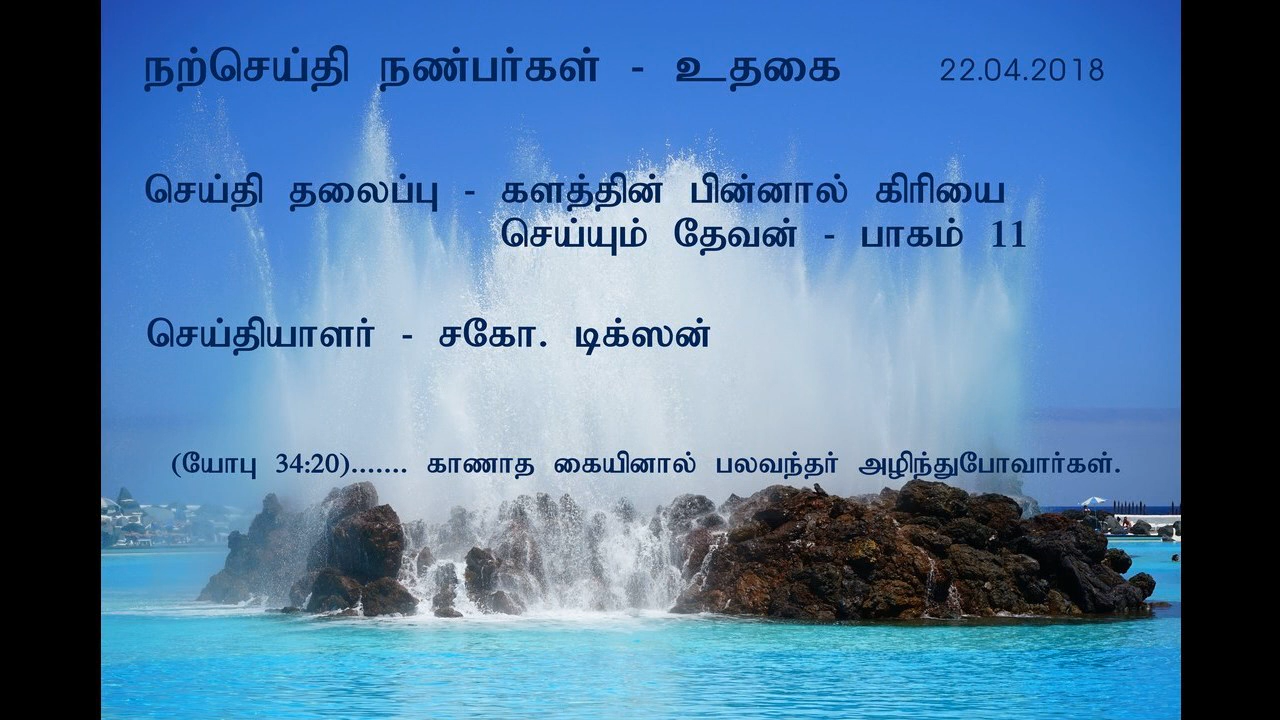 நற்செய்தி நண்பர்கள் - உதகை 22.04.2018
செய்தி தலைப்பு - களத்தின் பின்னால் கிரியை
செய்யும் தேவன் - பாகம் 11
செய்தியாளர் - சகோ. டிக்ஸன்
(யோபு 34:20)....... காணாத கையினால் பலவந்தர் அழிந்துபோவார்கள்.